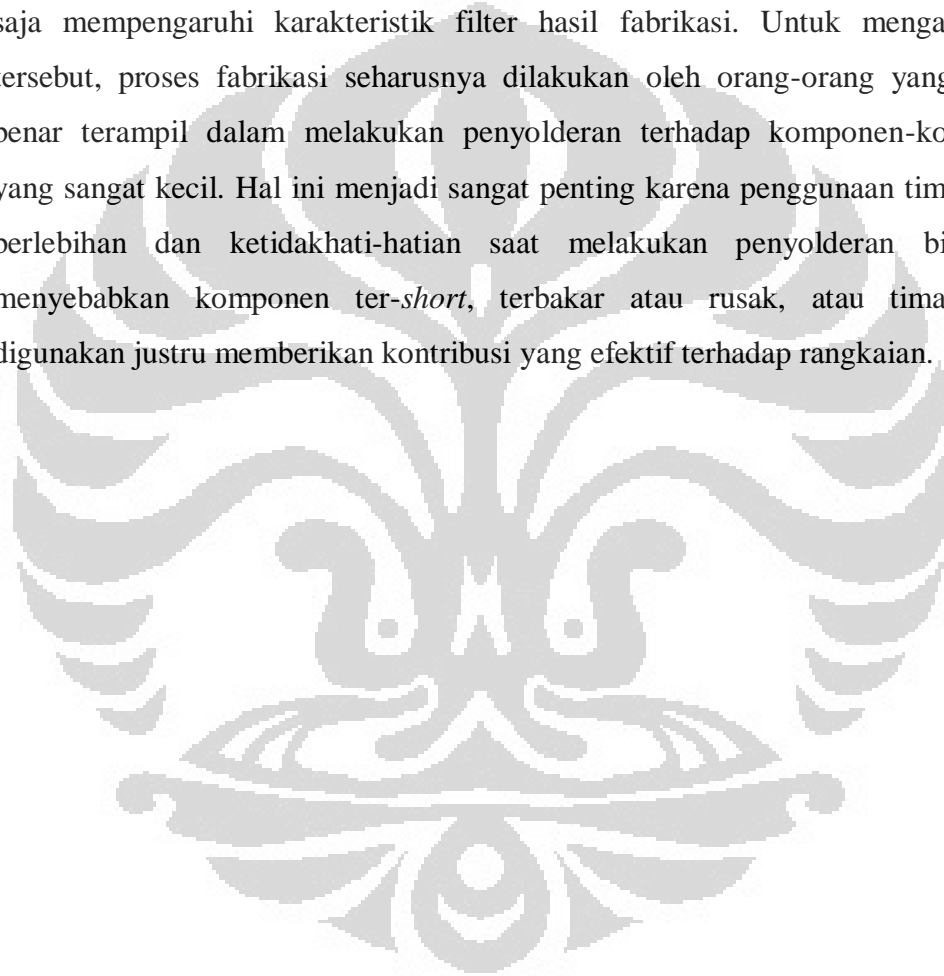 saja mempengaruhi karakteristik filter hasil fabrikasi. Untuk menga
tersebut, proses fabrikasi seharusnya dilakukan oleh orang-orang yang
benar terampil dalam melakukan penyolderan terhadap komponen-ko
yang sangat kecil. Hal ini menjadi sangat penting karena penggunaan tim
berlebihan dan ketidakhati-hatian saat melakukan penyolderan bi
menyebabkan komponen ter-short, terbakar atau rusak, atau tima
digunakan justru memberikan kontribusi yang efektif terhadap rangkaian.